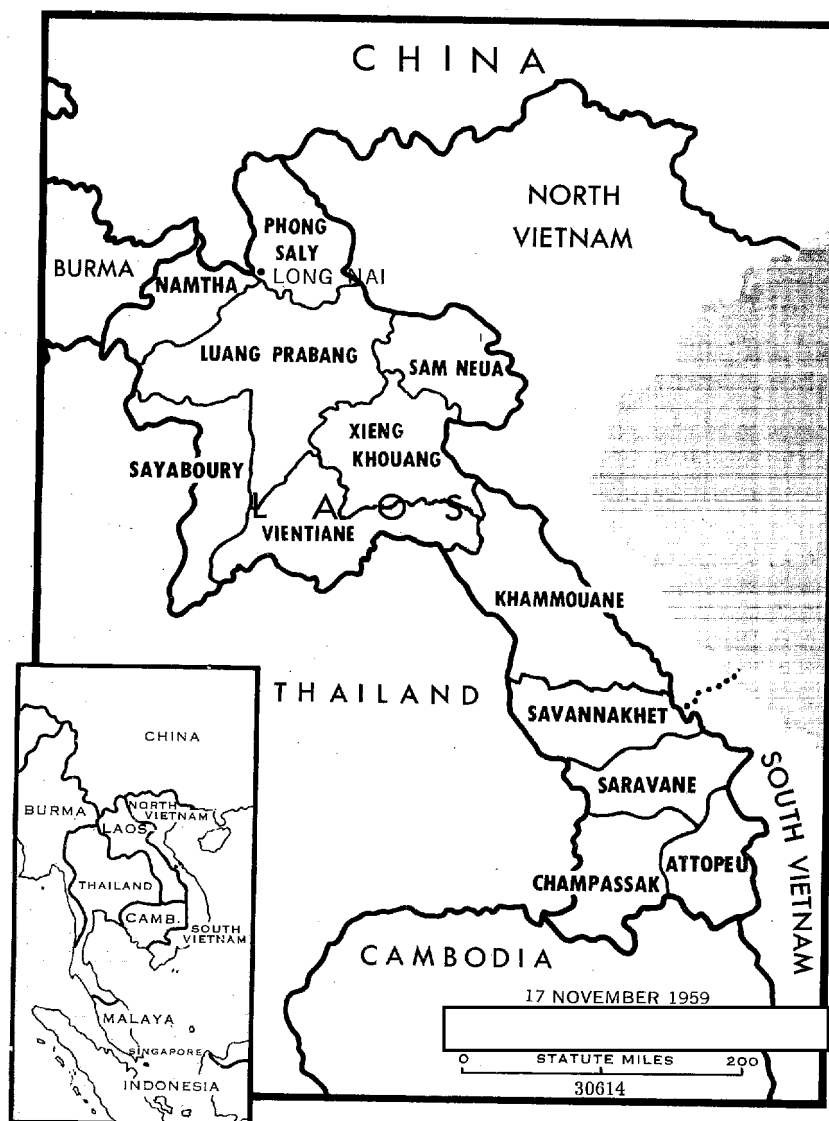 CHINA
NORTH
VIETNAM
PHONG
SALY
BURMA
LONG NAI
NAMTHA
LUANG PRABANG
SAM NEUA
XIENG
KHOUANG
SAYABOURY
LAOS
VIENTIANE
KHAMMOUANE
THAILAND
SAVANNAKHET
SARAVANE
SOUTH VIETNAM
ATTOPEU
CHAMPASSAK
CAMBODIA
17 NOVEMBER 1959
0 STATUTE MILES 200
30614
CHINA
BURMA
NORTH
VIETNAM
LAOS
THAILAND
CAMB.
SOUTH
VIETNAM
MALAYA
SINGAPORE
INDONESIA